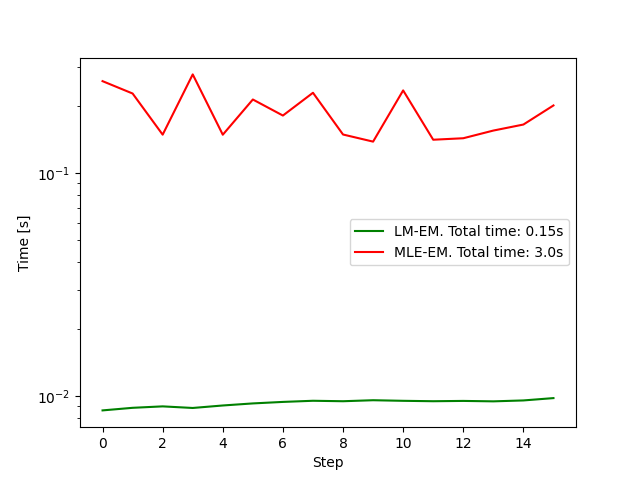 10⁻¹
Time [s]
LM-EM. Total time: 0.15s
MLE-EM. Total time: 3.0s
10⁻²
0 2 4 6 8 10 12 14
Step